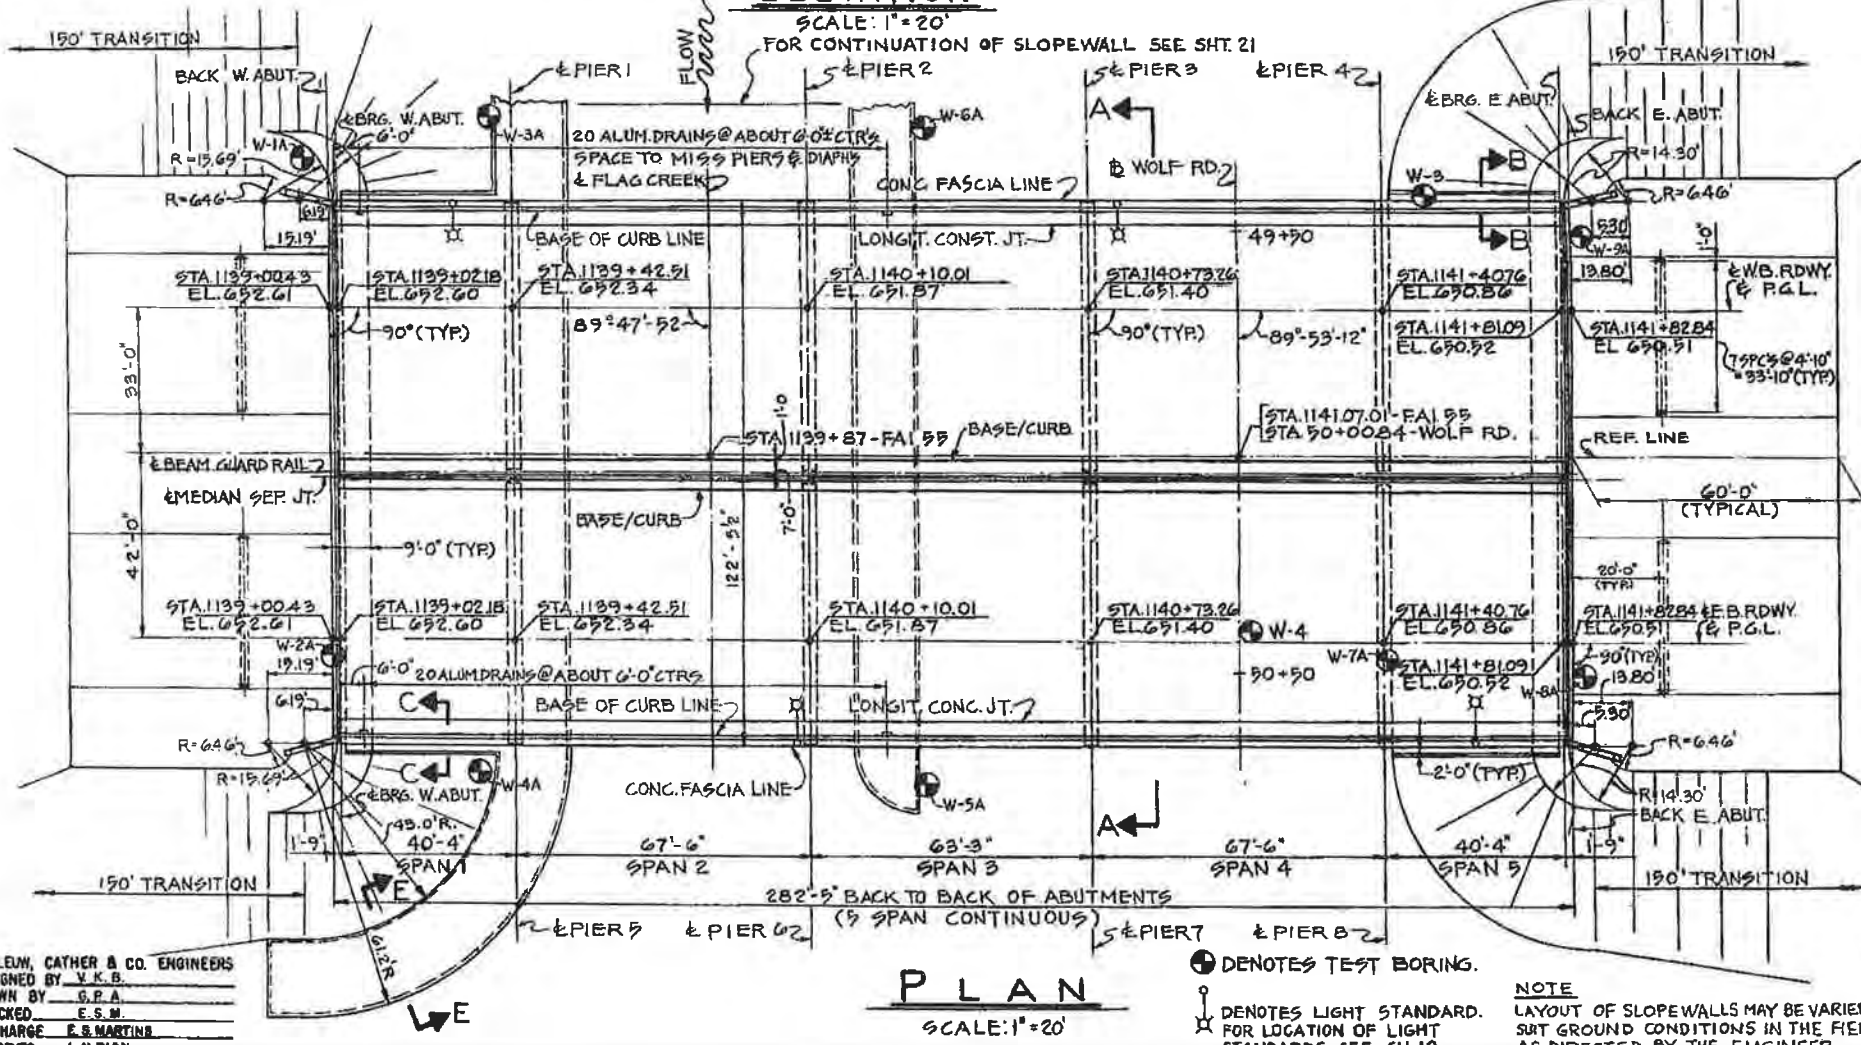 SCALE: 1"=20'
FOR CONTINUATION OF SLOPEWALL SEE SHT. 21
150' TRANSITION
BACK W. ABUT.
℄ PIER 1
FLOW
℄ PIER 2
℄ PIER 3
℄ PIER 4
150' TRANSITION
℄ BRG. W. ABUT.
6'-0"
W-1A
R=15.69'
W-3A
20 ALUM. DRAINS @ ABOUT 6'-0"± CTR'S
SPACE TO MISS PIERS & DIAPHS
℄ FLAG CREEK
W-6A
A
℄ BRG. E. ABUT.
BACK E. ABUT.
B
R=14.30'
WOLF RD.
CONC. FASCIA LINE
W-3
R=6.46'
R=6.46'
6.19'
15.19'
BASE OF CURB LINE
LONGIT. CONST. JT.
49+50
B
5.30'
W-9A
13.80'
STA. 1139+00.43
EL. 652.61
STA. 1139+02.18
EL. 652.60
STA. 1139+42.51
EL. 652.34
STA. 1140+10.01
EL. 651.87
STA. 1140+73.26
EL. 651.40
STA. 1141+40.76
EL. 650.86
℄ W.B. RDWY.
& P.G.L.
90° (TYP.)
89°-47'-52"
90° (TYP.)
89°-53'-12"
STA. 1141+81.09
EL. 650.52
STA. 1141+82.84
EL. 650.51
7 SPC'S @ 4'-10"
=33'-10" (TYP.)
33'-0"
1'-0"
STA. 1141.07.01-FAI 55
STA. 50+00.84-WOLF RD.
STA. 1139+87-FAI 55
BASE/CURB
REF. LINE
℄ BEAM GUARD RAIL
℄ MEDIAN SEP. JT.
60'-0"
(TYPICAL)
BASE/CURB
7'-0"
122'-5½"
42'-0"
9'-0" (TYP.)
20'-0"
(TYP.)
STA. 1139+00.43
EL. 652.61
STA. 1139+02.18
EL. 652.60
STA. 1139+42.51
EL. 652.34
STA. 1140+10.01
EL. 651.87
STA. 1140+73.26
EL. 651.40
W-4
STA. 1141+40.76
EL. 650.86
STA. 1141+82.84
EL. 650.51
℄ E.B. RDWY.
& P.G.L.
W-2A
15.19'
6'-0"
20 ALUM DRAINS @ ABOUT 6'-0" CTRS
50+50
W-7A
STA. 1141+81.091
EL. 650.52
W-8A
90° (TYP.)
13.80'
6.19'
C
BASE OF CURB LINE
LONGIT. CONC. JT.
5.30'
R=6.46'
R=15.69'
C
℄ BRG. W. ABUT.
W-4A
CONC. FASCIA LINE
W-5A
2'-0" (TYP.)
R=6.46'
R=14.30'
BACK E. ABUT.
45.0' R.
A
1'-9"
40'-4"
SPAN 1
67'-6"
SPAN 2
63'-3"
SPAN 3
67'-6"
SPAN 4
40'-4"
SPAN 5
1'-9"
150' TRANSITION
E
282'-5" BACK TO BACK OF ABUTMENTS
(5 SPAN CONTINUOUS)
150' TRANSITION
℄ PIER 5
℄ PIER 6
℄ PIER 7
℄ PIER 8
61.2' R
E
CATHER & CO. ENGINEERS
BY V.K.B.
BY G.P.A.
E.S.M.
E.S. MARTINS
PLAN
SCALE: 1"=20'
DENOTES TEST BORING.
DENOTES LIGHT STANDARD.
FOR LOCATION OF LIGHT
NOTE
LAYOUT OF SLOPEWALLS MAY BE VARIED
SUIT GROUND CONDITIONS IN THE
AS DIRECTED BY THE ENGINEER